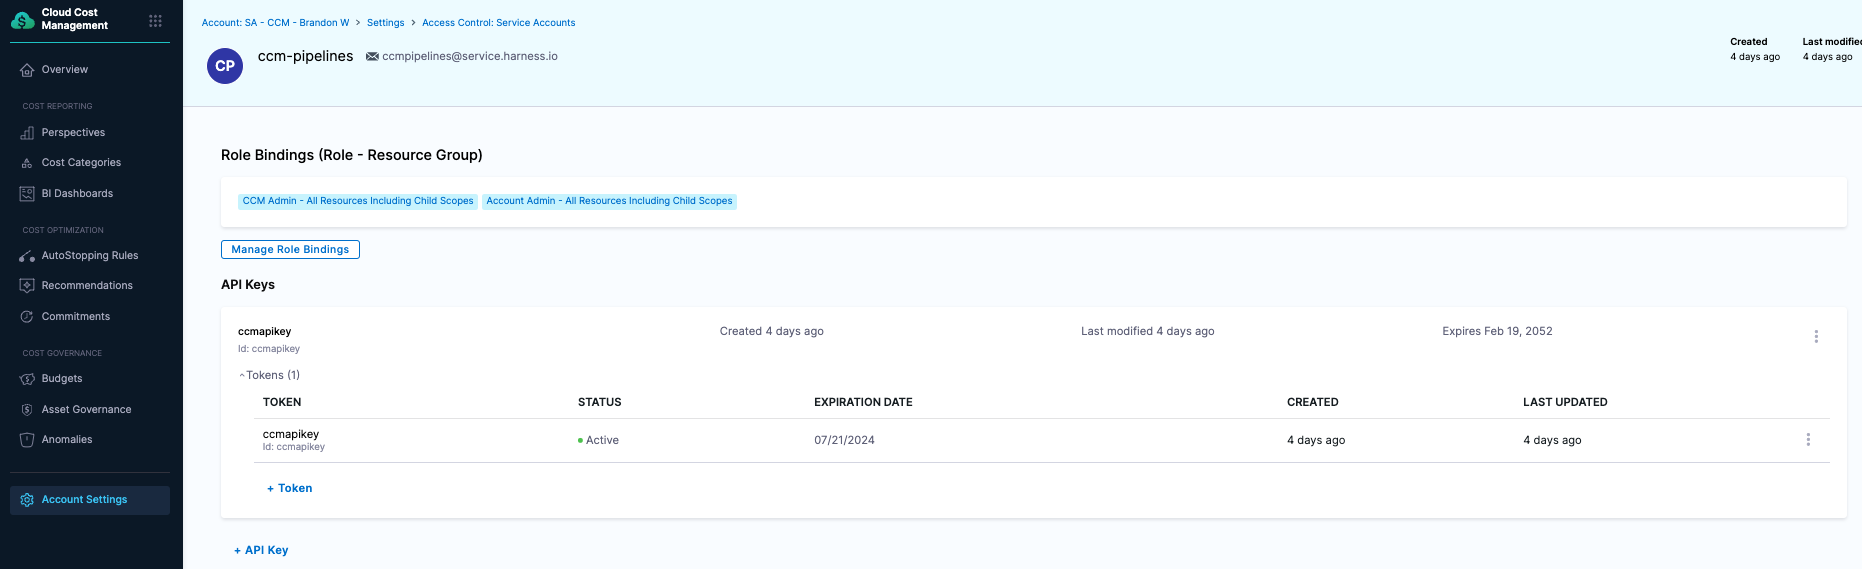 Cloud Cost
Management
Overview
COST REPORTING
Perspectives
Cost Categories
BI Dashboards
COST OPTIMIZATION
AutoStopping Rules
Recommendations
Commitments
COST GOVERNANCE
Budgets
Asset Governance
Anomalies
Account Settings
Account: SA - CCM - Brandon W > Settings > Access Control: Service Accounts
CP ccm-pipelines ccmpipelines@service.harness.io
Created Last modified
4 days ago 4 days ago
Role Bindings (Role - Resource Group)
CCM Admin - All Resources Including Child Scopes Account Admin - All Resources Including Child Scopes
Manage Role Bindings
API Keys
ccmapikey Created 4 days ago Last modified 4 days ago Expires Feb 19, 2052
Id: ccmapikey
Tokens (1)
TOKEN STATUS EXPIRATION DATE CREATED LAST UPDATED
ccmapikey Active 07/21/2024 4 days ago 4 days ago
Id: ccmapikey
+ Token
+ API Key